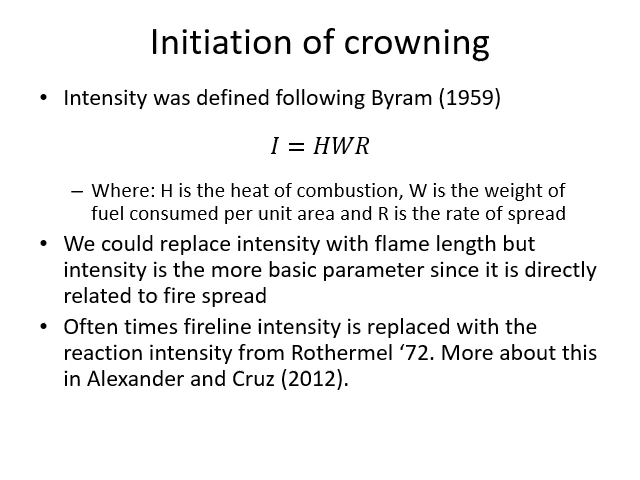 Initiation of crowning
• Intensity was defined following Byram (1959)
I = HWR
– Where: H is the heat of combustion, W is the weight of
fuel consumed per unit area and R is the rate of spread
• We could replace intensity with flame length but
intensity is the more basic parameter since it is directly
related to fire spread
• Often times fireline intensity is replaced with the
reaction intensity from Rothermel ‘72. More about this
in Alexander and Cruz (2012).